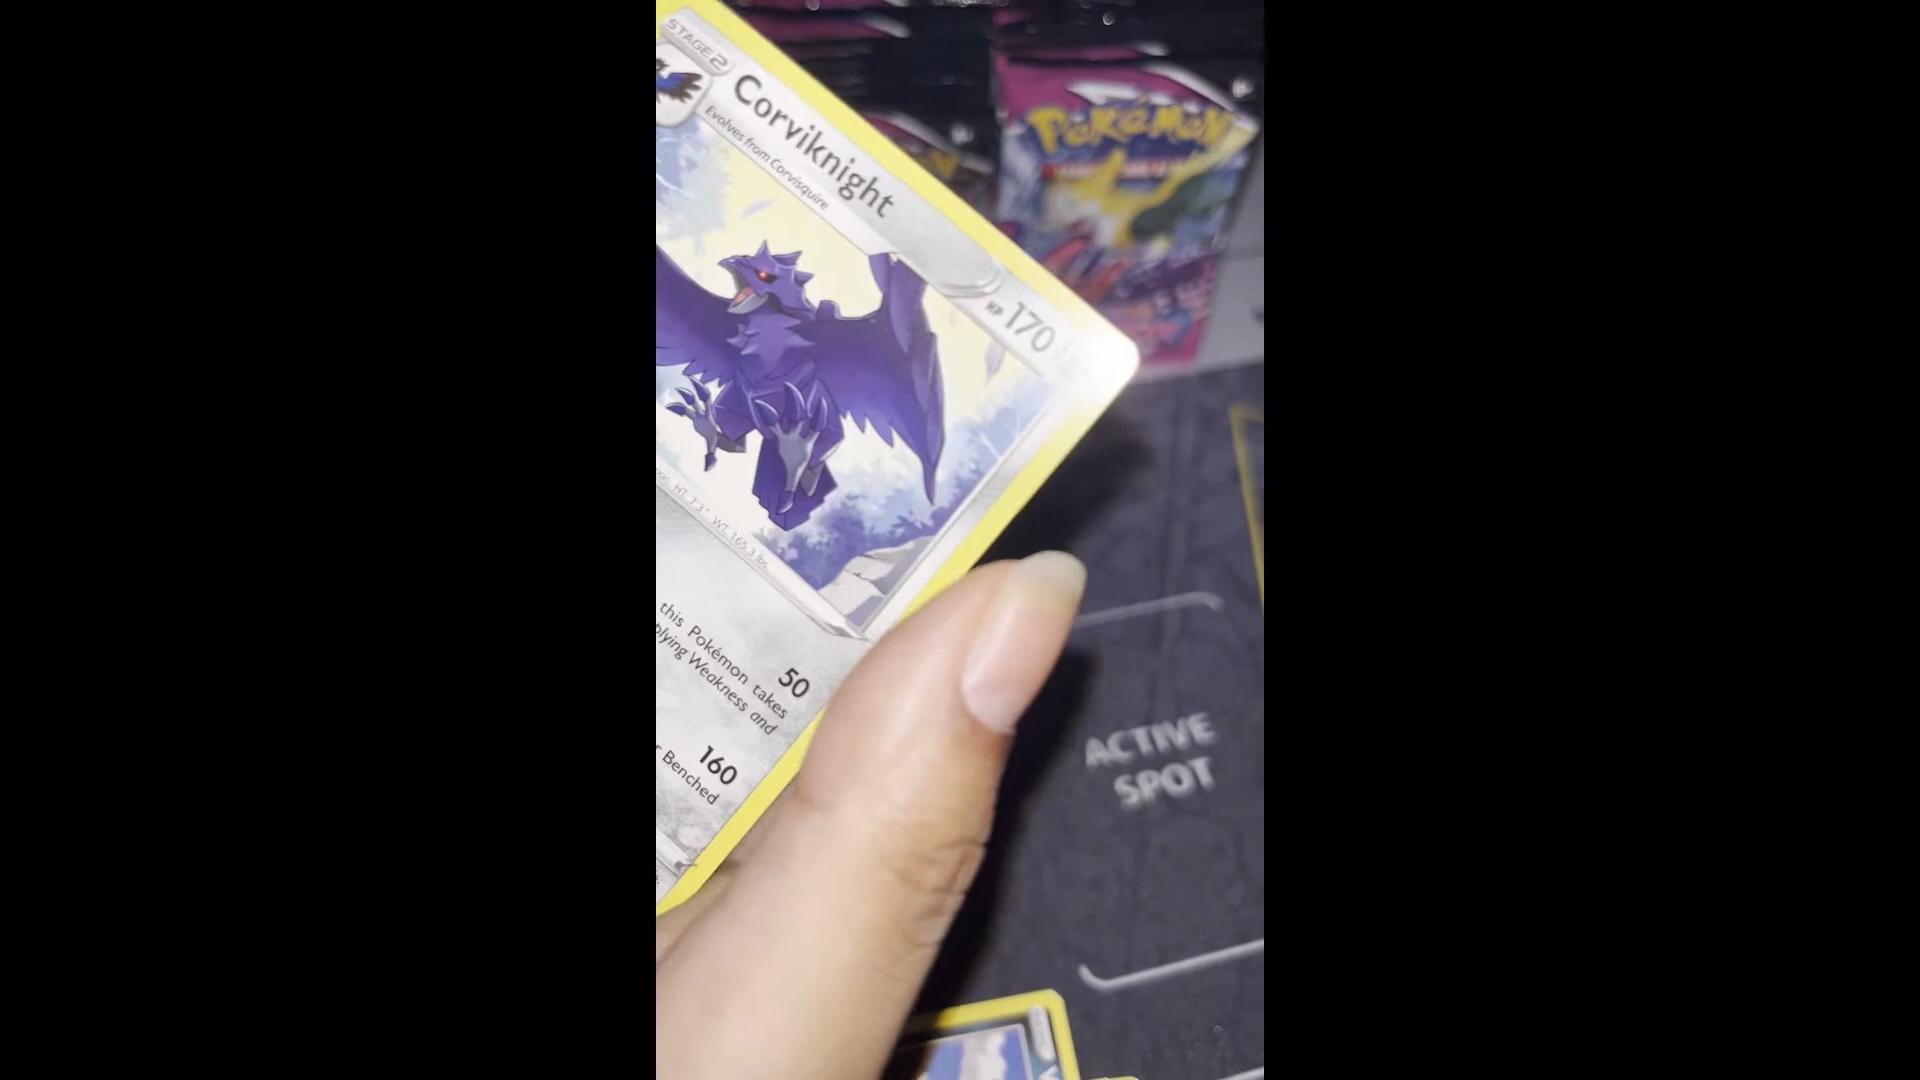 STAGE 2
Corviknight
Evolves from Corvisquire
HP 170
HT. 7'3" WT. 165.3 lbs.
50
this Pokémon takes
plying Weakness and
160
Benched
Pokémon
ACTIVE
SPOT